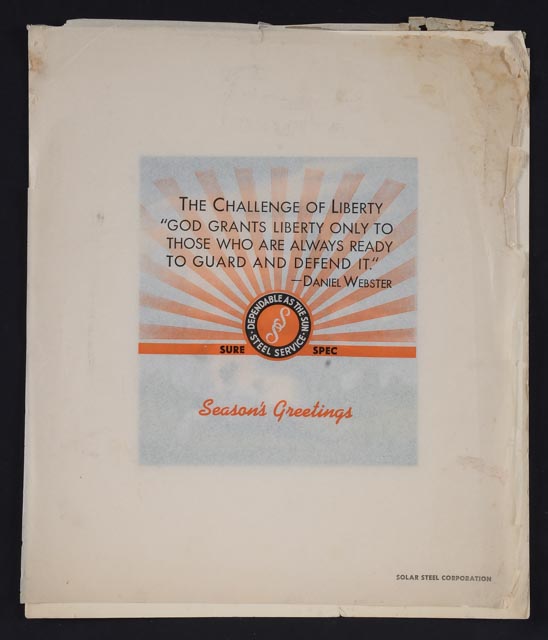 THE CHALLENGE OF LIBERTY
"GOD GRANTS LIBERTY ONLY TO
THOSE WHO ARE ALWAYS READY
TO GUARD AND DEFEND IT."
—DANIEL WEBSTER
DEPENDABLE AS THE SUN
SS
STEEL SERVICE
SURE SPEC
Season's Greetings
SOLAR STEEL CORPORATION